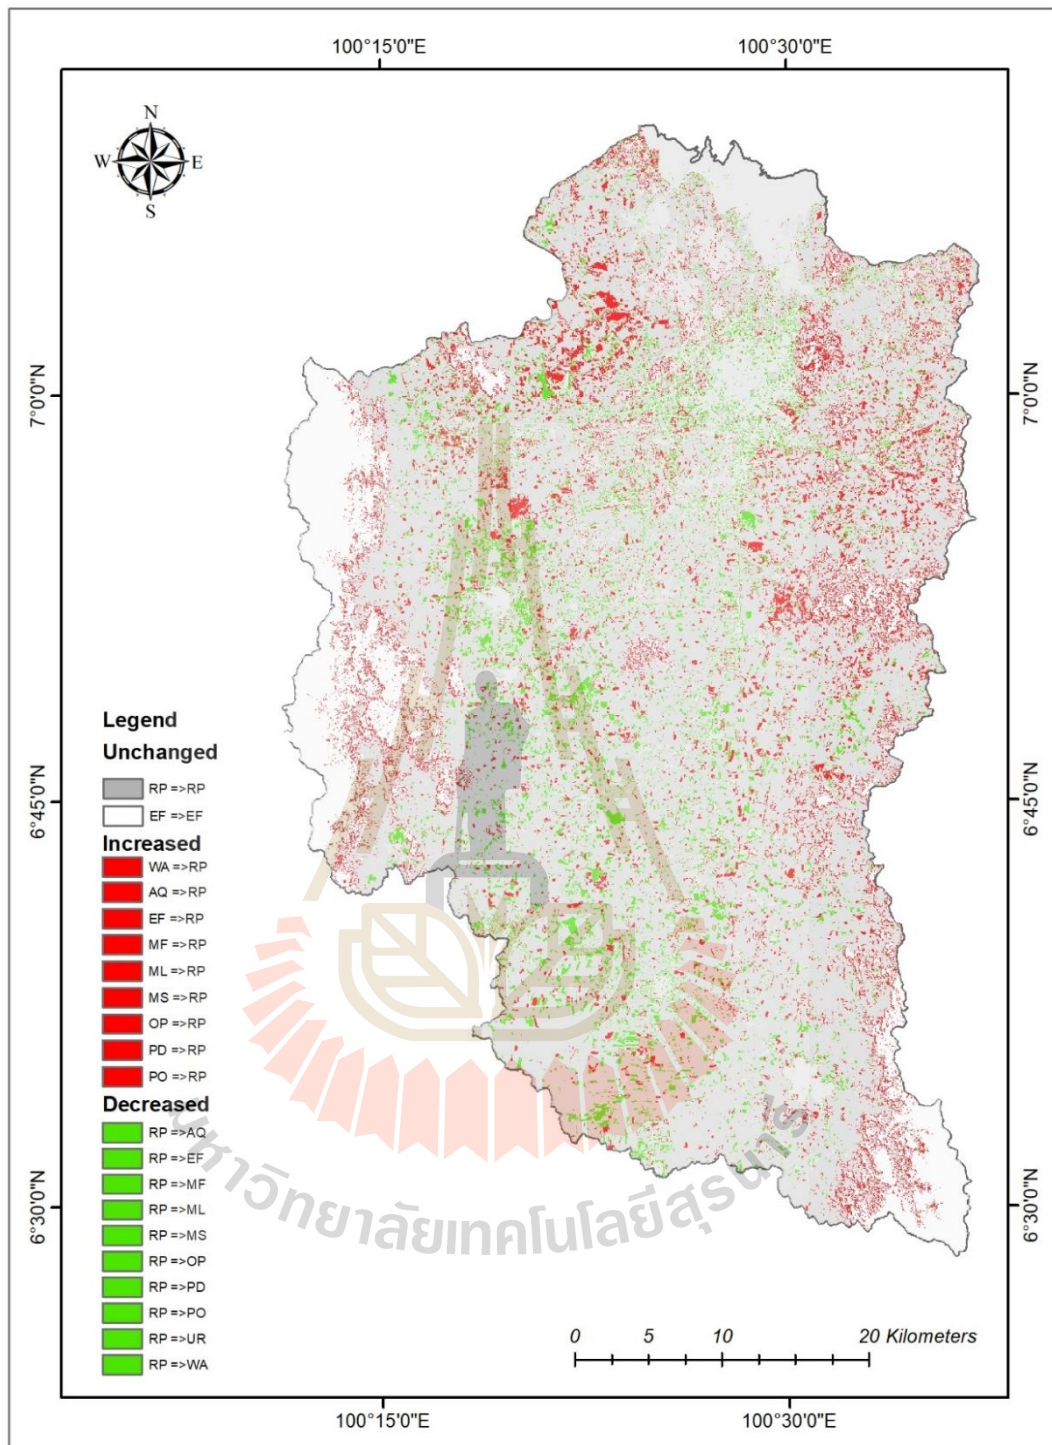 100°15'0"E 100°30'0"E
N
W E
S
7°0'0"N 7°0'0"N
6°45'0"N 6°45'0"N
6°30'0"N 6°30'0"N
Legend
Unchanged
RP =>RP
EF =>EF
Increased
WA =>RP
AQ =>RP
EF =>RP
MF =>RP
ML =>RP
MS =>RP
OP =>RP
PD =>RP
PO =>RP
Decreased
RP =>AQ
RP =>EF
RP =>MF
RP =>ML
RP =>MS
RP =>OP
RP =>PD
RP =>PO
RP =>UR
RP =>WA
มหาวิทยาลัยเทคโนโลยีสุรนารี
0 5 10 20 Kilometers
100°15'0"E 100°30'0"E